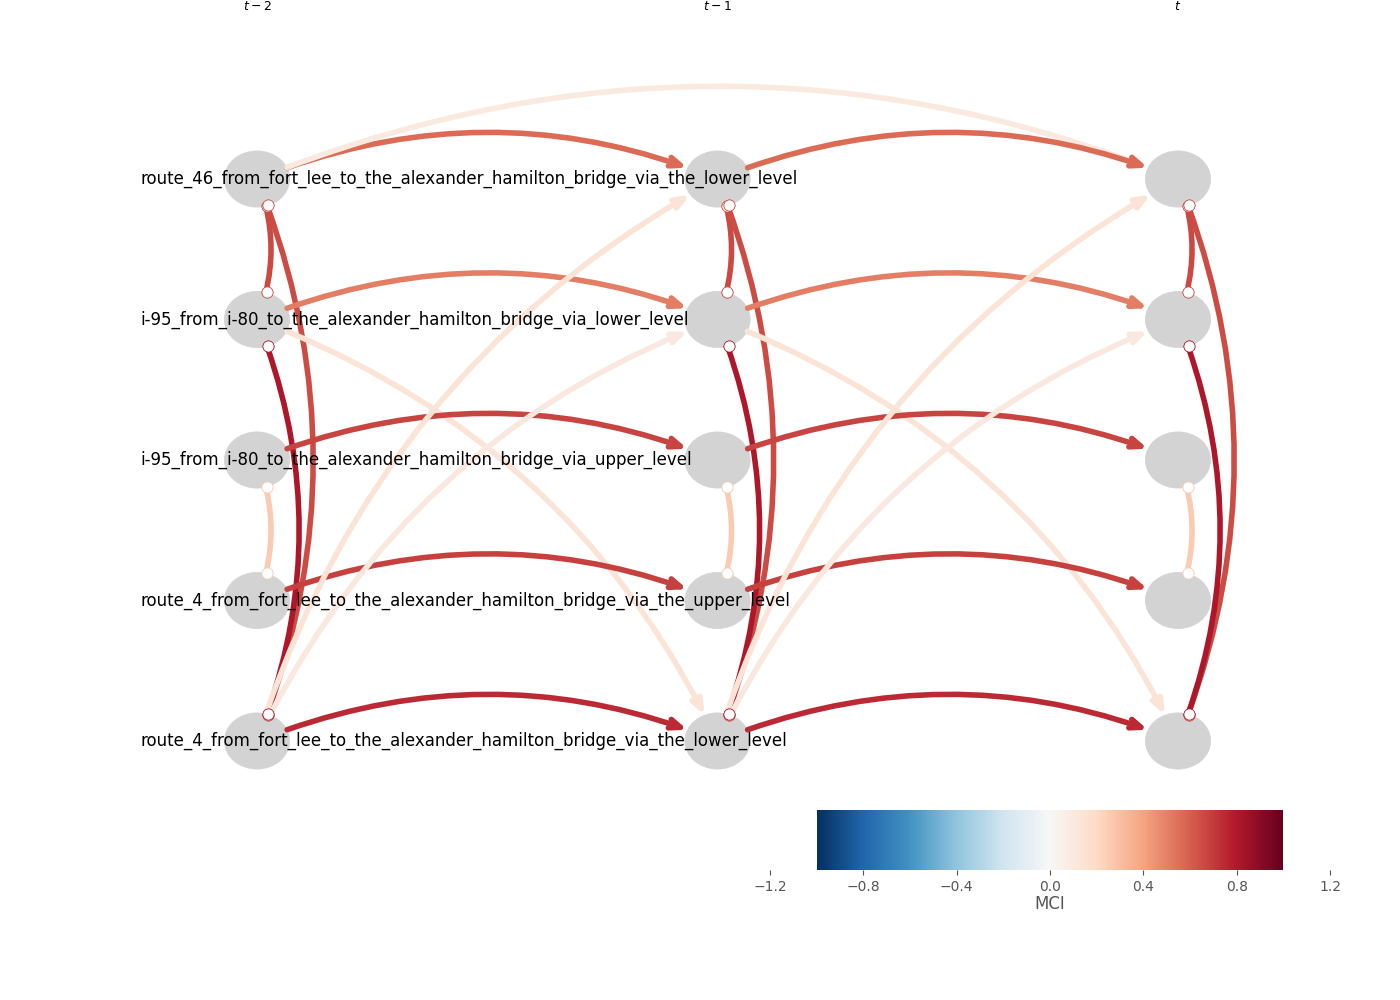 t − 2 t − 1 t
route_46_from_fort_lee_to_the_alexander_hamilton_bridge_via_the_lower_level
i-95_from_i-80_to_the_alexander_hamilton_bridge_via_lower_level
i-95_from_i-80_to_the_alexander_hamilton_bridge_via_upper_level
route_4_from_fort_lee_to_the_alexander_hamilton_bridge_via_the_upper_level
route_4_from_fort_lee_to_the_alexander_hamilton_bridge_via_the_lower_level
−1.2 −0.8 −0.4 0.0 0.4 0.8 1.2
MCI